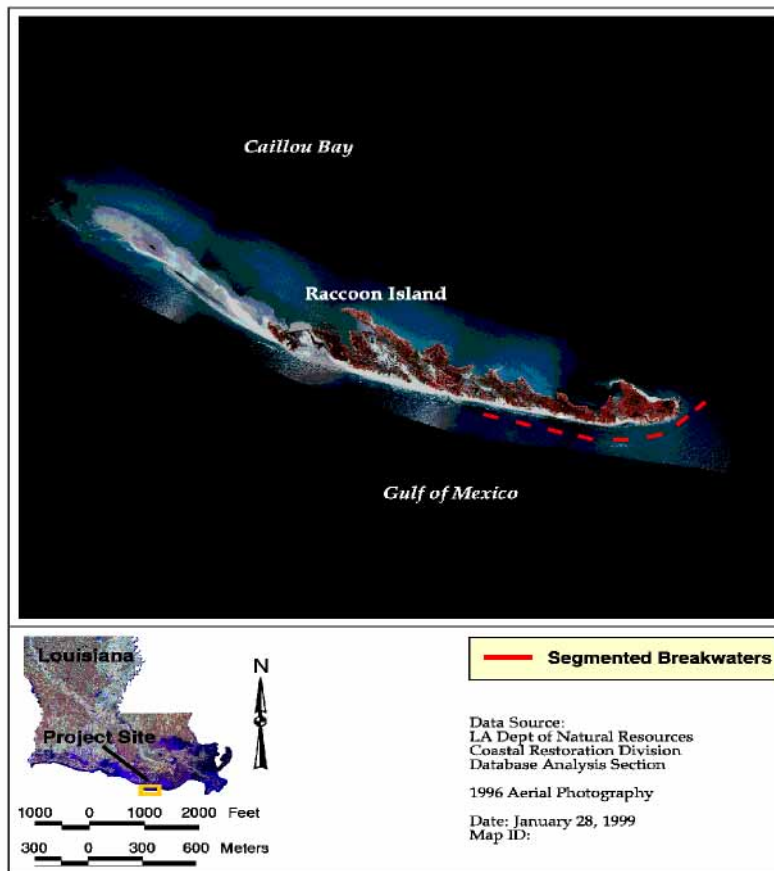 Caillou Bay
Raccoon Island
Gulf of Mexico
Louisiana
Project Site
N
1000 0 1000 2000 Feet
300 0 300 600 Meters
Segmented Breakwaters
Data Source:
LA Dept of Natural Resources
Coastal Restoration Division
Database Analysis Section
1996 Aerial Photography
Date: January 28, 1999
Map ID: